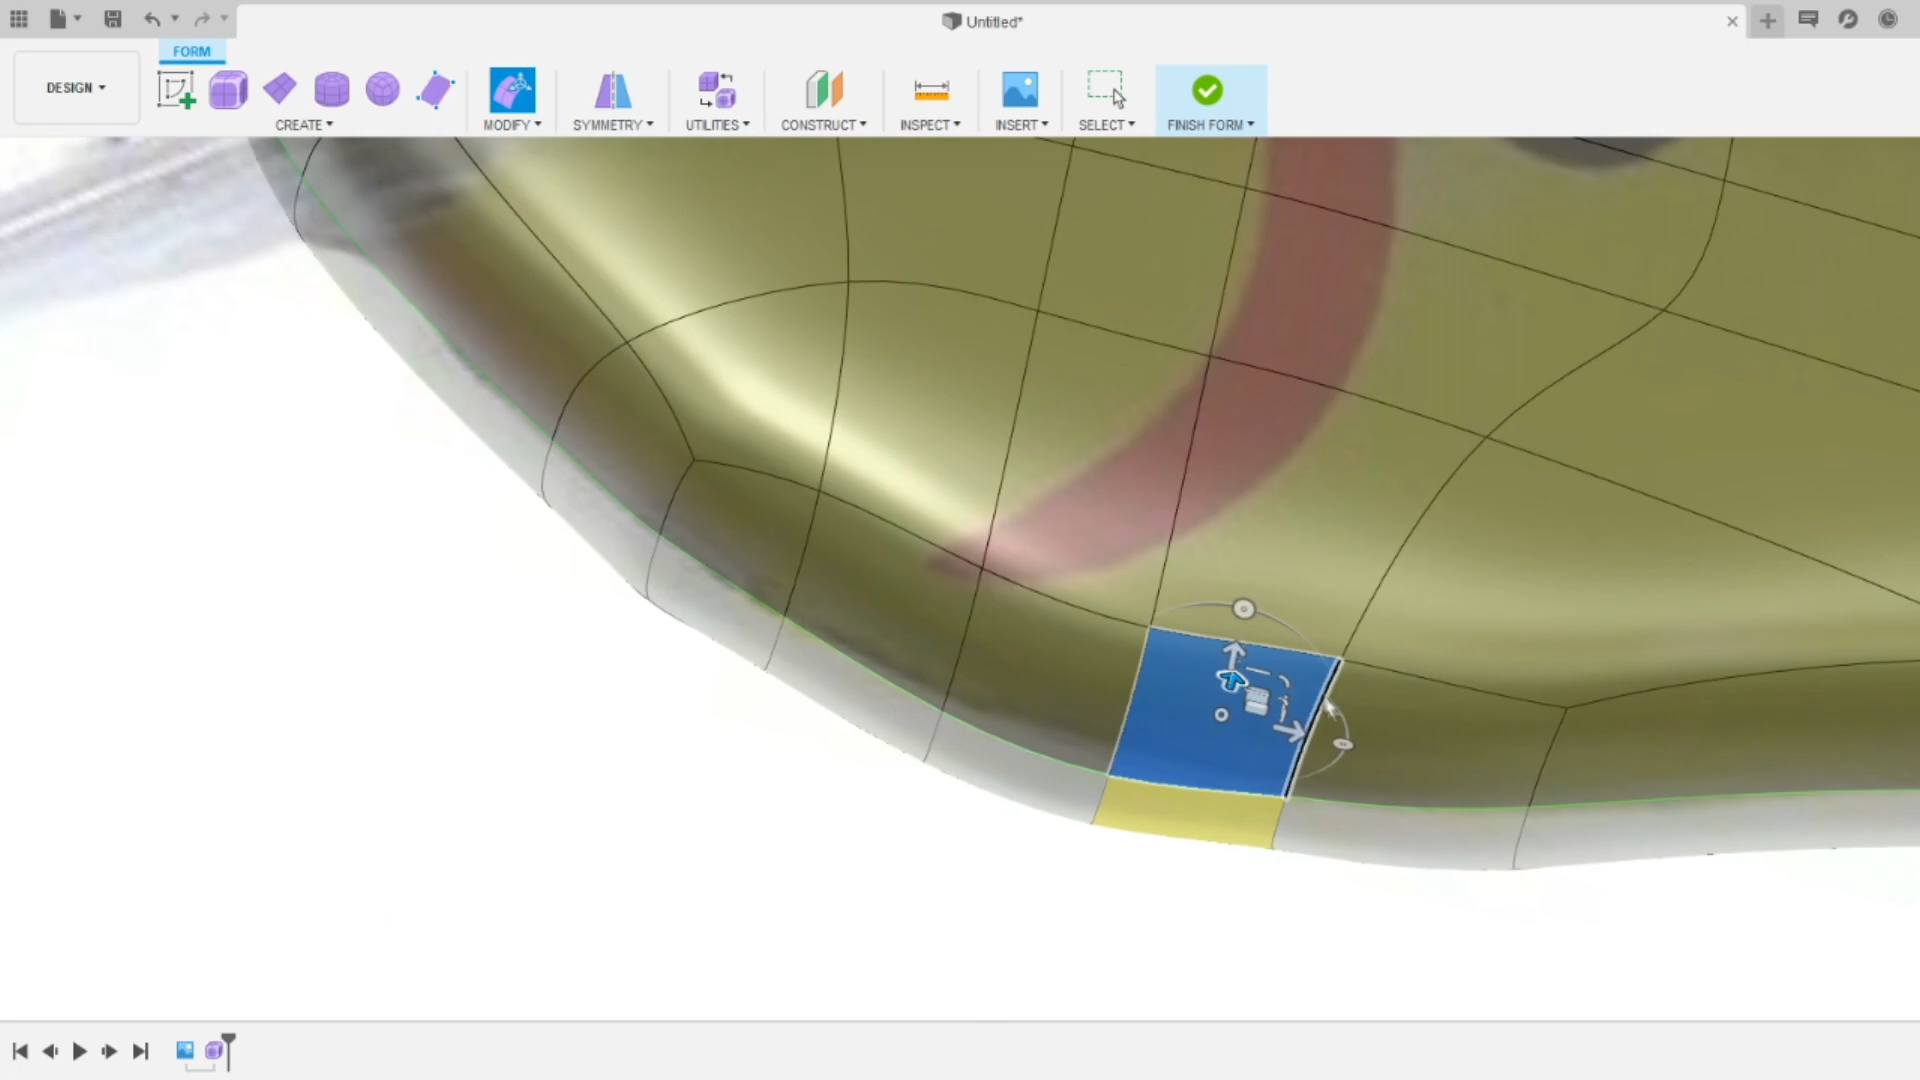 Untitled*
FORM
DESIGN
CREATE
MODIFY
SYMMETRY
UTILITIES
CONSTRUCT
INSPECT
INSERT
SELECT
FINISH FORM